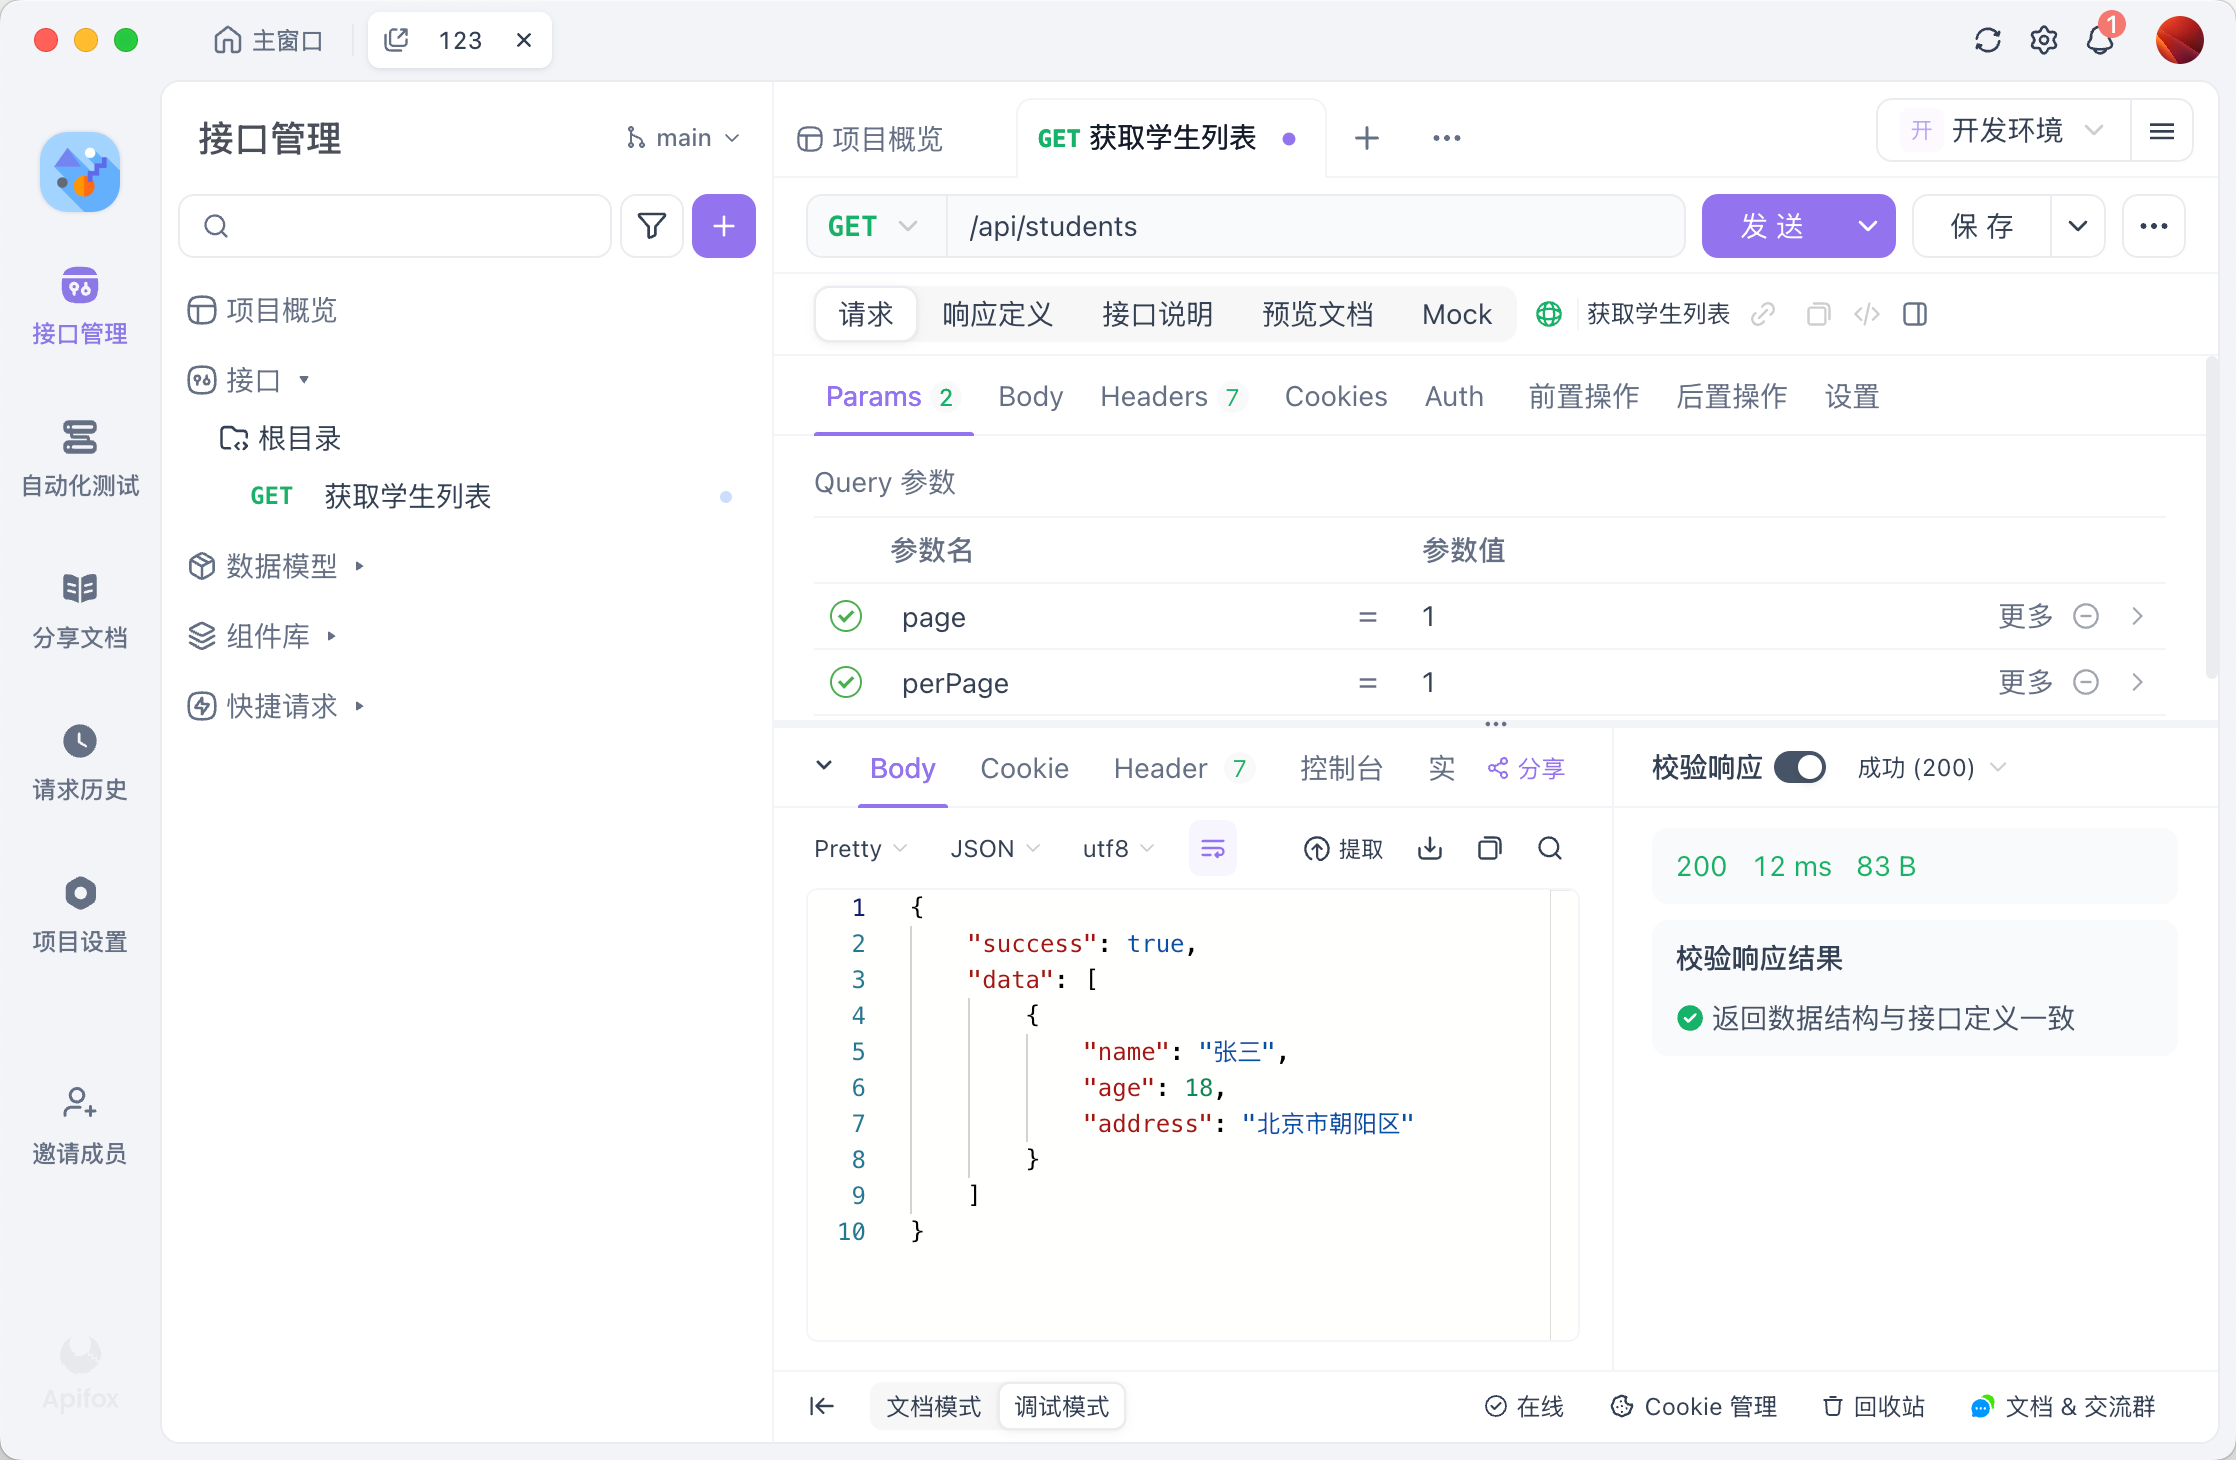 主窗口
123
1
接口管理
main
项目概览
接口
根目录
GET 获取学生列表
数据模型
组件库
快捷请求
接口管理
自动化测试
分享文档
请求历史
项目设置
邀请成员
Apifox
项目概览
GET 获取学生列表
开 开发环境
GET /api/students
发 送
保 存
请求 响应定义 接口说明 预览文档 Mock 获取学生列表
Params 2 Body Headers 7 Cookies Auth 前置操作 后置操作 设置
Query 参数
参数名 参数值
page = 1 更多
perPage = 1 更多
Body Cookie Header 7 控制台 实 分享
Pretty JSON utf8 提取
1 {
2 "success": true,
3 "data": [
4 {
5 "name": "张三",
6 "age": 18,
7 "address": "北京市朝阳区"
8 }
9 ]
10 }
校验响应 成功 (200)
200 12 ms 83 B
校验响应结果
返回数据结构与接口定义一致
文档模式 调试模式
在线 Cookie 管理 回收站 文档 & 交流群